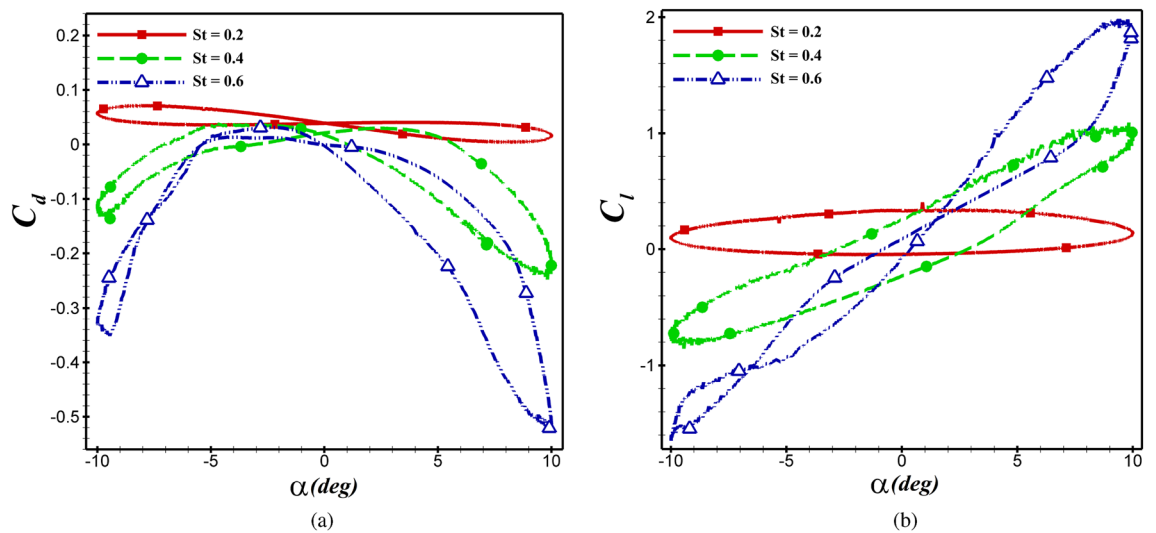 St = 0.2
St = 0.4
St = 0.6
0.2
0.1
0
-0.1
-0.2
-0.3
-0.4
-0.5
C_d
-10 -5 0 5 10
α(deg)
(a)
St = 0.2
St = 0.4
St = 0.6
2
1
0
-1
C_l
-10 -5 0 5 10
α(deg)
(b)